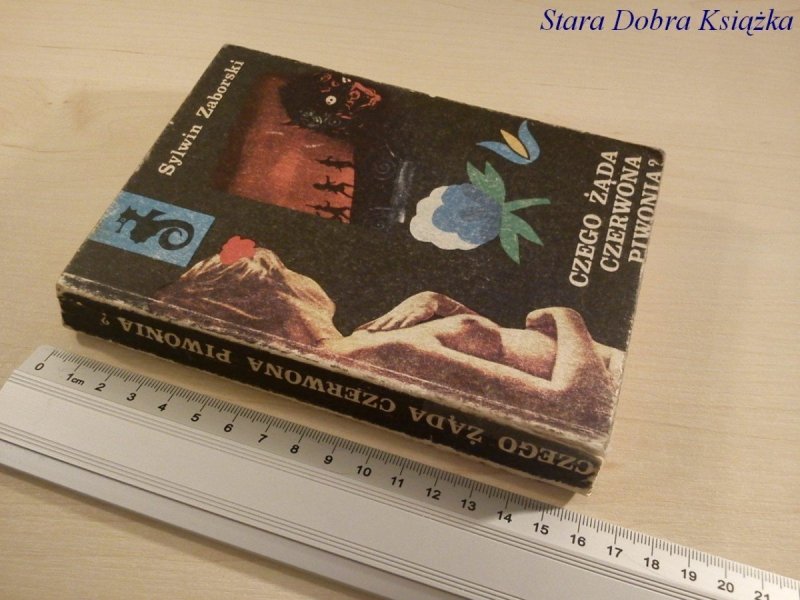 Stara Dobra Książka
Sylwin Zaborski
CZEGO ŻĄDA
CZERWONA
PIWONIA?
CZEGO ŻĄDA CZERWONA PIWONIA?
0 1cm 2 3 4 5 6 7 8 9 10 11 12 13 14 15 16 17 18 19 20 21